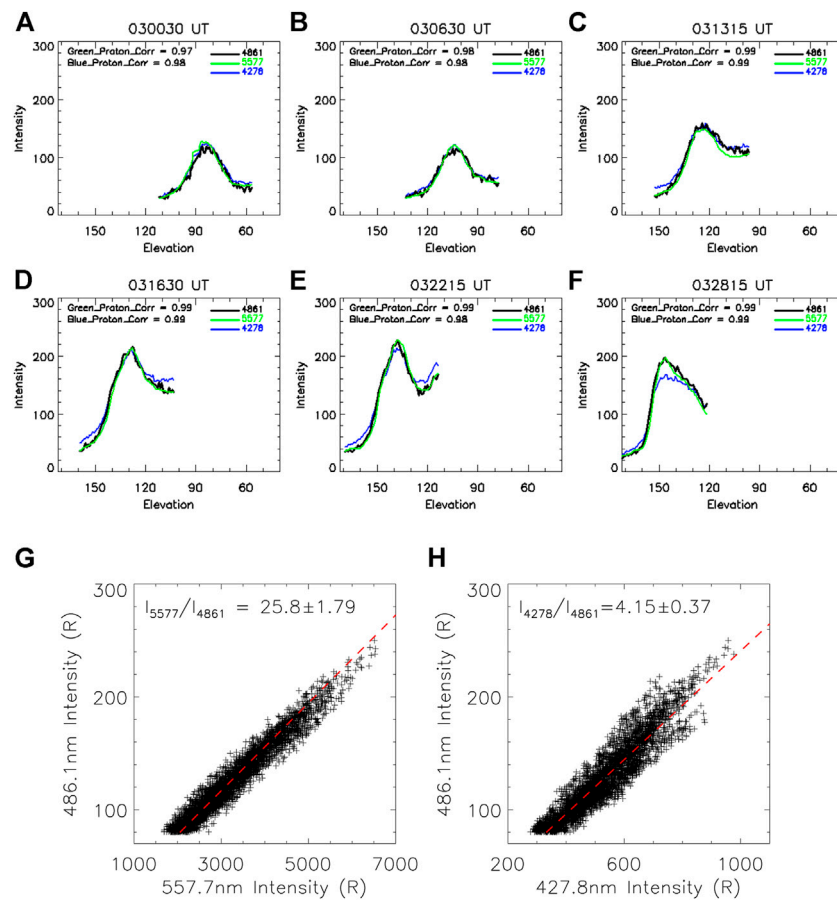 A
030030 UT
Green_Proton_Corr = 0.97
Blue_Proton_Corr = 0.98
4861
5577
4278
300
200
100
0
Intensity
150 120 90 60
Elevation
B
030630 UT
Green_Proton_Corr = 0.98
Blue_Proton_Corr = 0.98
4861
5577
4278
300
200
100
0
Intensity
150 120 90 60
Elevation
C
031315 UT
Green_Proton_Corr = 0.99
Blue_Proton_Corr = 0.99
4861
5577
4278
300
200
100
0
Intensity
150 120 90 60
Elevation
D
031630 UT
Green_Proton_Corr = 0.99
Blue_Proton_Corr = 0.99
4861
5577
4278
300
200
100
0
Intensity
150 120 90 60
Elevation
E
032215 UT
Green_Proton_Corr = 0.99
Blue_Proton_Corr = 0.98
4861
5577
4278
300
200
100
0
Intensity
150 120 90 60
Elevation
F
032815 UT
Green_Proton_Corr = 0.99
Blue_Proton_Corr = 0.99
4861
5577
4278
300
200
100
0
Intensity
150 120 90 60
Elevation
G
I5577/I4861 = 25.8±1.79
300
200
100
486.1nm Intensity (R)
1000 3000 5000 7000
557.7nm Intensity (R)
H
I4278/I4861=4.15±0.37
300
200
100
486.1nm Intensity (R)
200 600 1000
427.8nm Intensity (R)